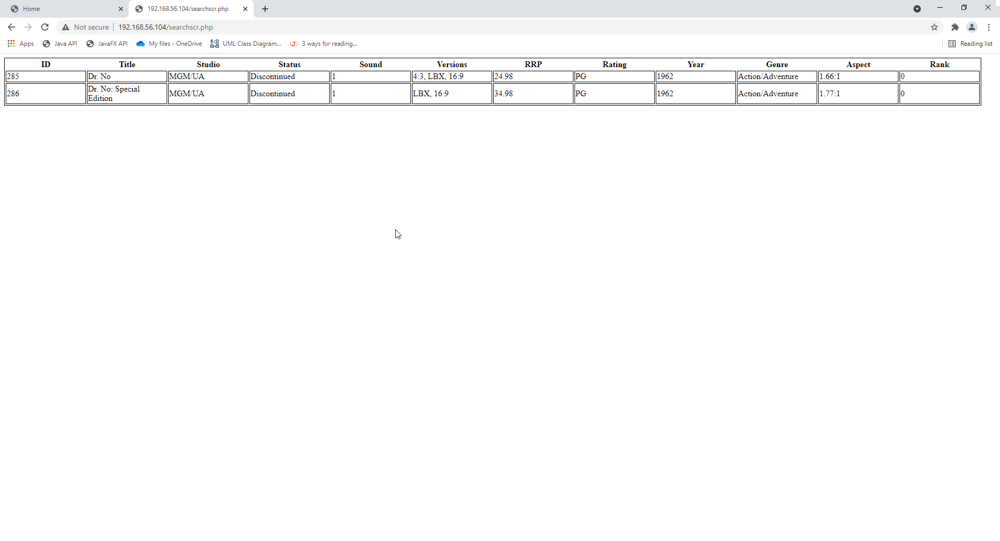 Home
192.168.56.104/searchscr.php
Not secure
192.168.56.104/searchscr.php
Apps
Java API
JavaFX API
My files - OneDrive
UML Class Diagram...
3 ways for reading...
Reading list
ID Title Studio Status Sound Versions RRP Rating Year Genre Aspect Rank
285 Dr. No MGM/UA Discontinued 1 4:3, LBX, 16:9 24.98 PG 1962 Action/Adventure 1.66:1 0
286 Dr. No: Special Edition MGM/UA Discontinued 1 LBX, 16:9 34.98 PG 1962 Action/Adventure 1.77:1 0